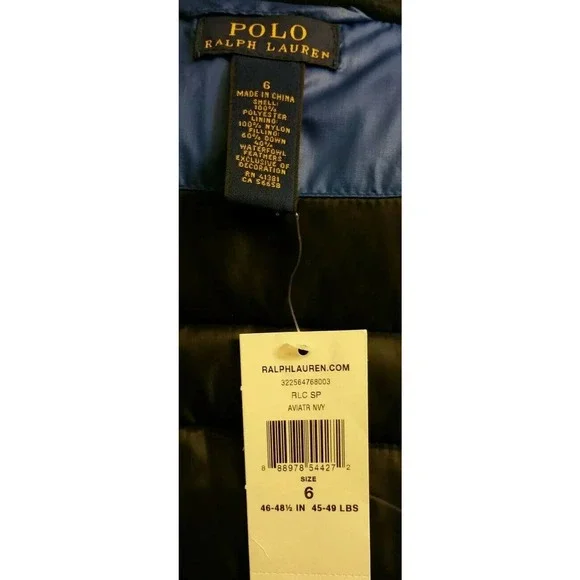 POLO
RALPH LAUREN
6
MADE IN CHINA
SHELL:
100%
POLYESTER
LINING:
100% NYLON
FILLING:
60% DOWN
40%
WATERFOWL
FEATHERS
EXCLUSIVE OF
DECORATION
RN 41381
CA 56658
RALPHLAUREN.COM
322564768003
RLC SP
AVIATR NVY
8 88978 54427 2
SIZE
6
46-48½ IN 45-49 LBS